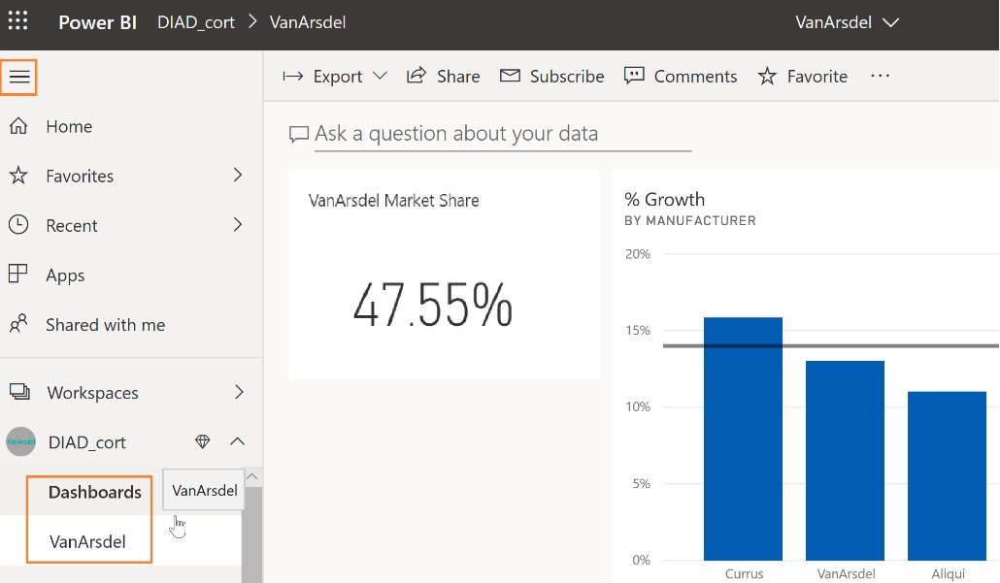 Power BI DIAD_cort > VanArsdel
VanArsdel
Export
Share
Subscribe
Comments
Favorite
...
Home
Favorites
Recent
Apps
Shared with me
Workspaces
VanArsdel
DIAD_cort
Dashboards
VanArsdel
VanArsdel
Ask a question about your data
VanArsdel Market Share
47.55%
% Growth
BY MANUFACTURER
20%
15%
10%
5%
0%
Currus
VanArsdel
Aliqui